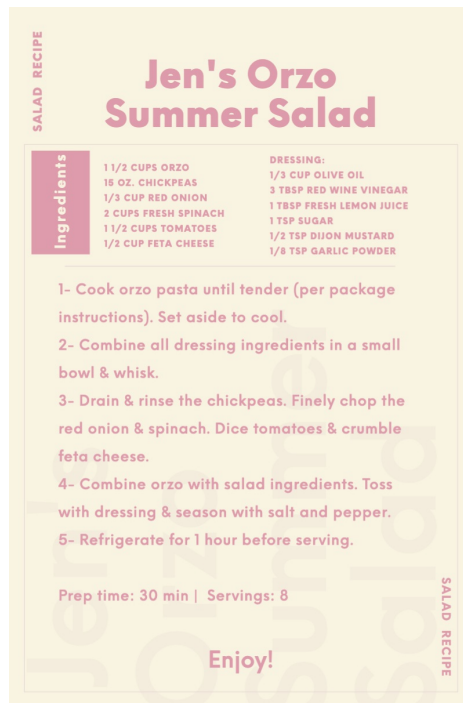 SALAD RECIPE
Jen's Orzo
Summer Salad
Ingredients
1 1/2 CUPS ORZO
15 OZ. CHICKPEAS
1/3 CUP RED ONION
2 CUPS FRESH SPINACH
1 1/2 CUPS TOMATOES
1/2 CUP FETA CHEESE
DRESSING:
1/3 CUP OLIVE OIL
3 TBSP RED WINE VINEGAR
1 TBSP FRESH LEMON JUICE
1 TSP SUGAR
1/2 TSP DIJON MUSTARD
1/8 TSP GARLIC POWDER
1- Cook orzo pasta until tender (per package
instructions). Set aside to cool.
2- Combine all dressing ingredients in a small
bowl & whisk.
3- Drain & rinse the chickpeas. Finely chop the
red onion & spinach. Dice tomatoes & crumble
feta cheese.
4- Combine orzo with salad ingredients. Toss
with dressing & season with salt and pepper.
5- Refrigerate for 1 hour before serving.
Prep time: 30 min | Servings: 8
Enjoy!
SALAD RECIPE
Jen's
Orzo
Summer
Salad